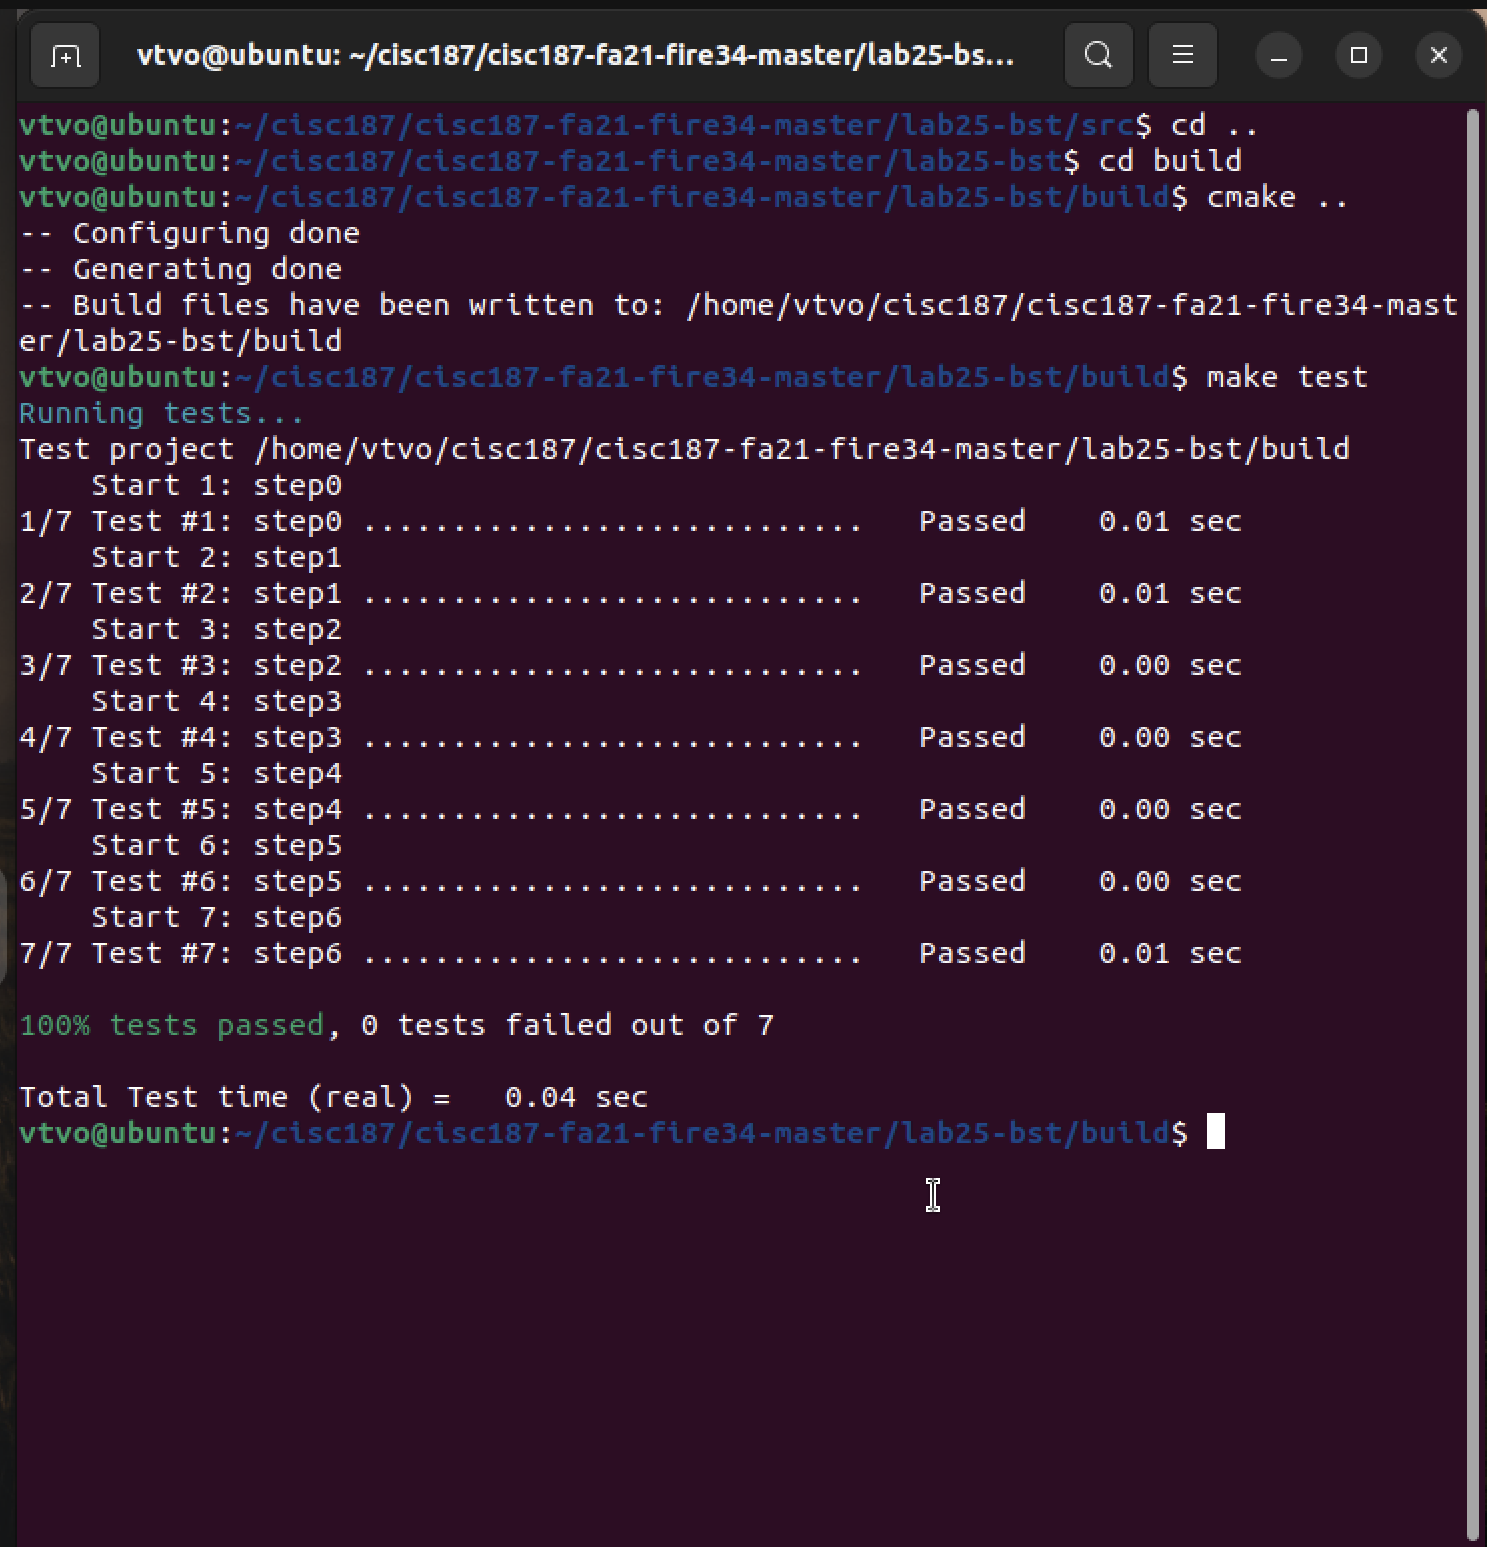 vtvo@ubuntu: ~/cisc187/cisc187-fa21-fire34-master/lab25-bs...
vtvo@ubuntu:~/cisc187/cisc187-fa21-fire34-master/lab25-bst/src$ cd ..
vtvo@ubuntu:~/cisc187/cisc187-fa21-fire34-master/lab25-bst$ cd build
vtvo@ubuntu:~/cisc187/cisc187-fa21-fire34-master/lab25-bst/build$ cmake ..
-- Configuring done
-- Generating done
-- Build files have been written to: /home/vtvo/cisc187/cisc187-fa21-fire34-mast
er/lab25-bst/build
vtvo@ubuntu:~/cisc187/cisc187-fa21-fire34-master/lab25-bst/build$ make test
Running tests...
Test project /home/vtvo/cisc187/cisc187-fa21-fire34-master/lab25-bst/build
    Start 1: step0
1/7 Test #1: step0 ............................   Passed    0.01 sec
    Start 2: step1
2/7 Test #2: step1 ............................   Passed    0.01 sec
    Start 3: step2
3/7 Test #3: step2 ............................   Passed    0.00 sec
    Start 4: step3
4/7 Test #4: step3 ............................   Passed    0.00 sec
    Start 5: step4
5/7 Test #5: step4 ............................   Passed    0.00 sec
    Start 6: step5
6/7 Test #6: step5 ............................   Passed    0.00 sec
    Start 7: step6
7/7 Test #7: step6 ............................   Passed    0.01 sec
100% tests passed, 0 tests failed out of 7
Total Test time (real) =   0.04 sec
vtvo@ubuntu:~/cisc187/cisc187-fa21-fire34-master/lab25-bst/build$